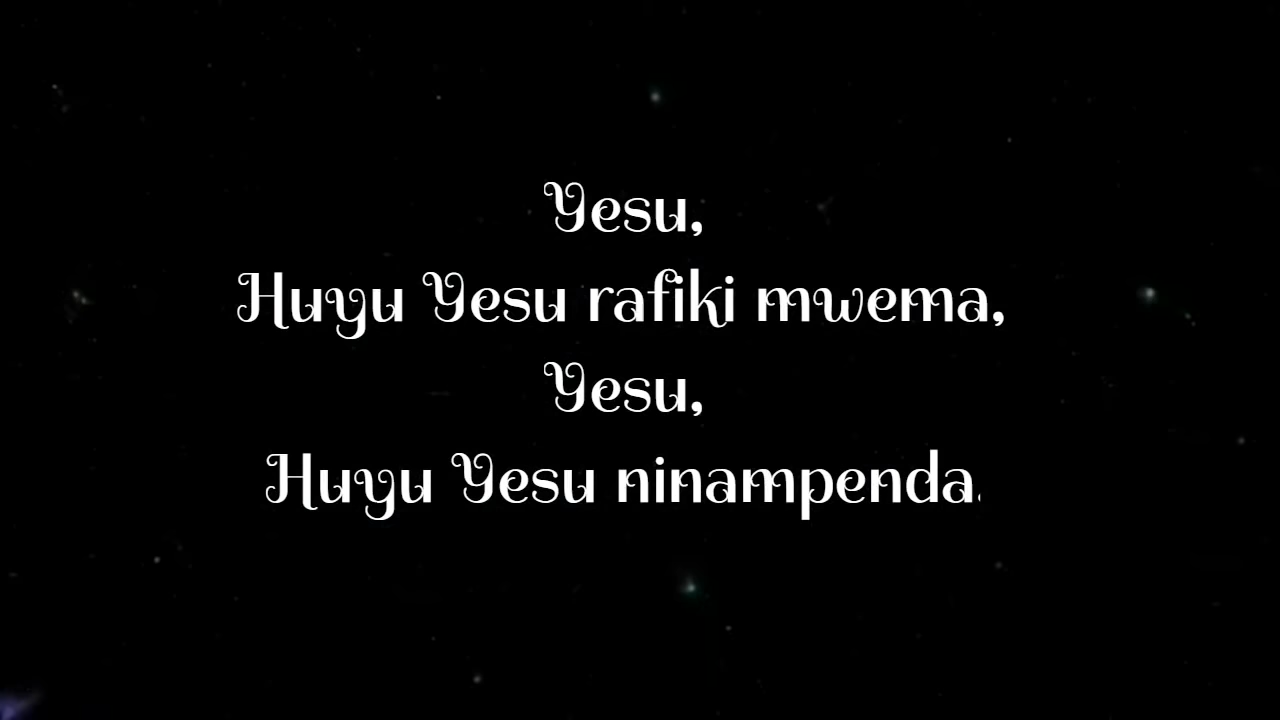 Yesu,
Huyu Yesu rafiki mwema,
Yesu,
Huyu Yesu ninampenda.